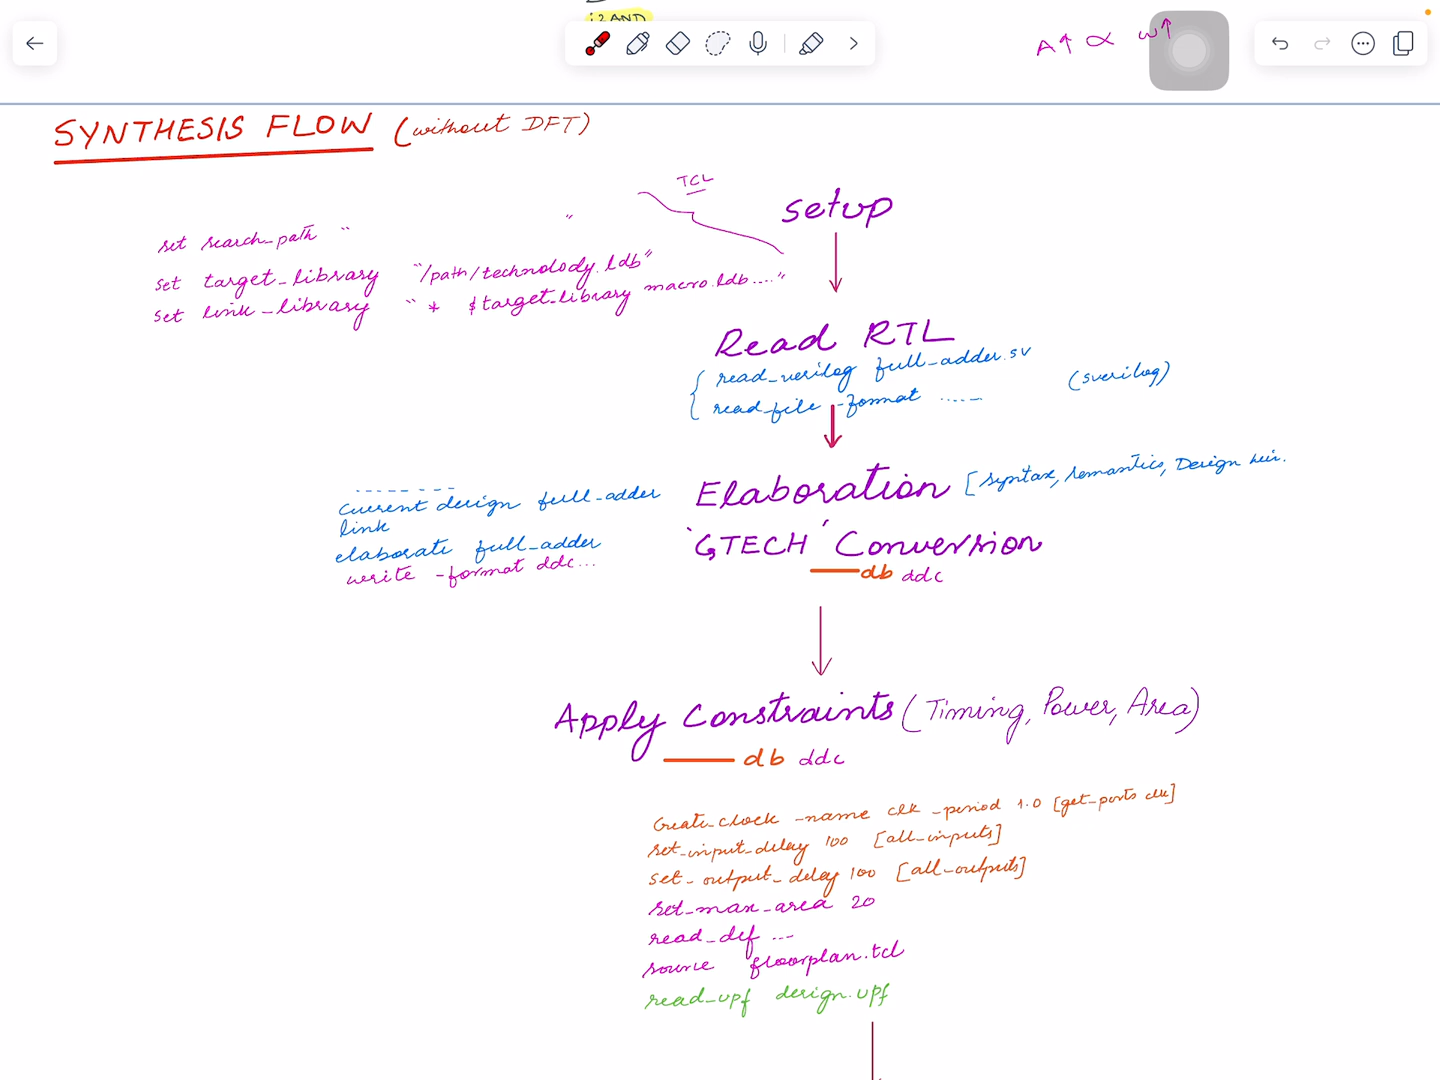 i2AND
A↑ ∝ w↑
SYNTHESIS FLOW (without DFT)
TCL
setup
set search_path " "
set target_library "/path/technolody.ldb"
set link_library " * $target_library macro.ldb...."
Read RTL
read_verilog full_adder.sv
(sverilog)
read_file -format .....
Elaboration [syntax, semantics, Design heir.
current design full_adder
link
elaborate full_adder
write -format ddc...
'GTECH' Conversion
db ddc
Apply Constraints (Timing, Power, Area)
db ddc
Create_clock -name clk -period 1.0 [get_ports clk]
set_input_delay 100 [all_inputs]
set_output_delay 100 [all_outputs]
set_max_area 20
read_def ...
source floorplan.tcl
read_upf design.upf